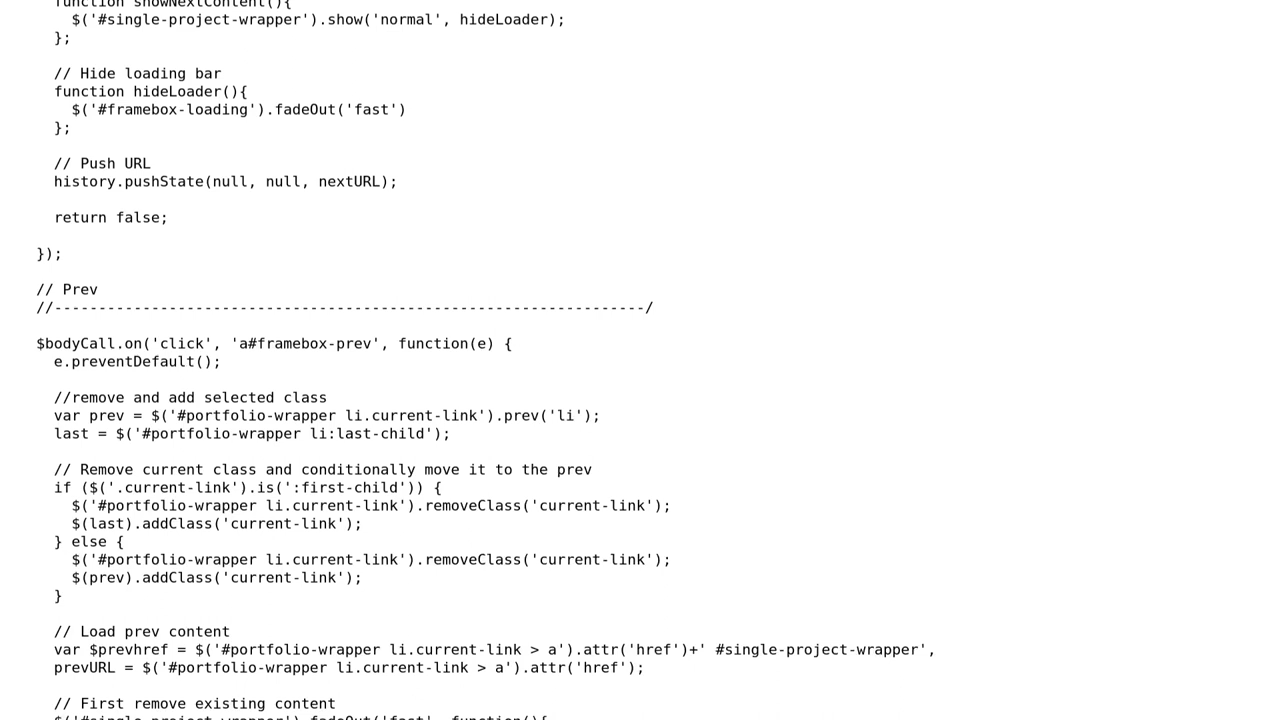 function showNextContent(){
$('#single-project-wrapper').show('normal', hideLoader);
};
// Hide loading bar
function hideLoader(){
$('#framebox-loading').fadeOut('fast')
};
// Push URL
history.pushState(null, null, nextURL);
return false;
});
// Prev
//-------------------------------------------------------------------/
$bodyCall.on('click', 'a#framebox-prev', function(e) {
e.preventDefault();
//remove and add selected class
var prev = $('#portfolio-wrapper li.current-link').prev('li');
last = $('#portfolio-wrapper li:last-child');
// Remove current class and conditionally move it to the prev
if ($('.current-link').is(':first-child')) {
$('#portfolio-wrapper li.current-link').removeClass('current-link');
$(last).addClass('current-link');
} else {
$('#portfolio-wrapper li.current-link').removeClass('current-link');
$(prev).addClass('current-link');
}
// Load prev content
var $prevhref = $('#portfolio-wrapper li.current-link > a').attr('href')+' #single-project-wrapper',
prevURL = $('#portfolio-wrapper li.current-link > a').attr('href');
// First remove existing content
$('#single-project-wrapper').fadeOut('fast', function(){